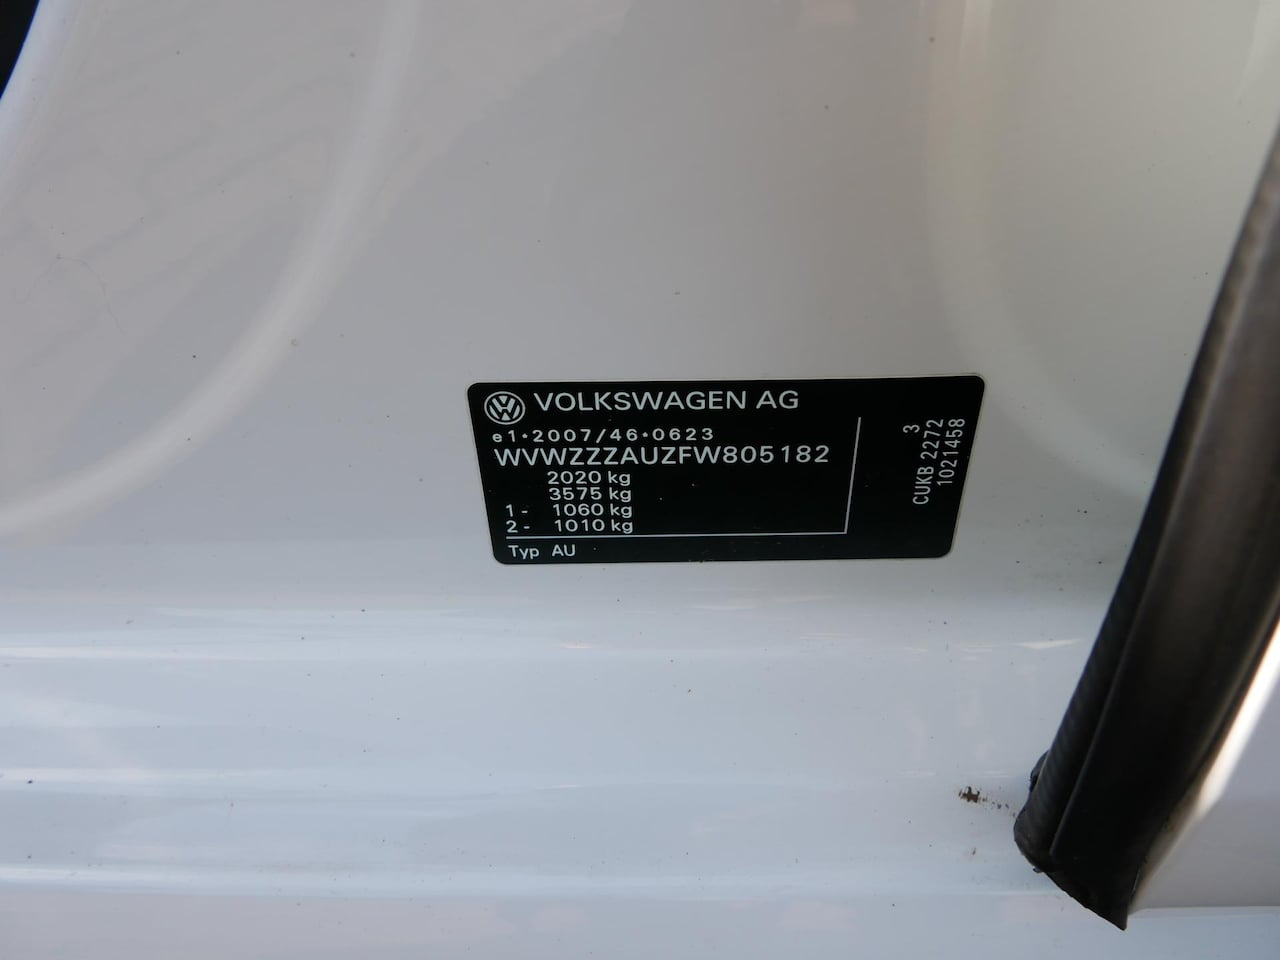 VOLKSWAGEN AG
e1*2007/46*0623
WVWZZZAUZFW805182
2020 kg
3575 kg
1- 1060 kg
2- 1010 kg
Typ AU
3
CUKB 2272
1021458